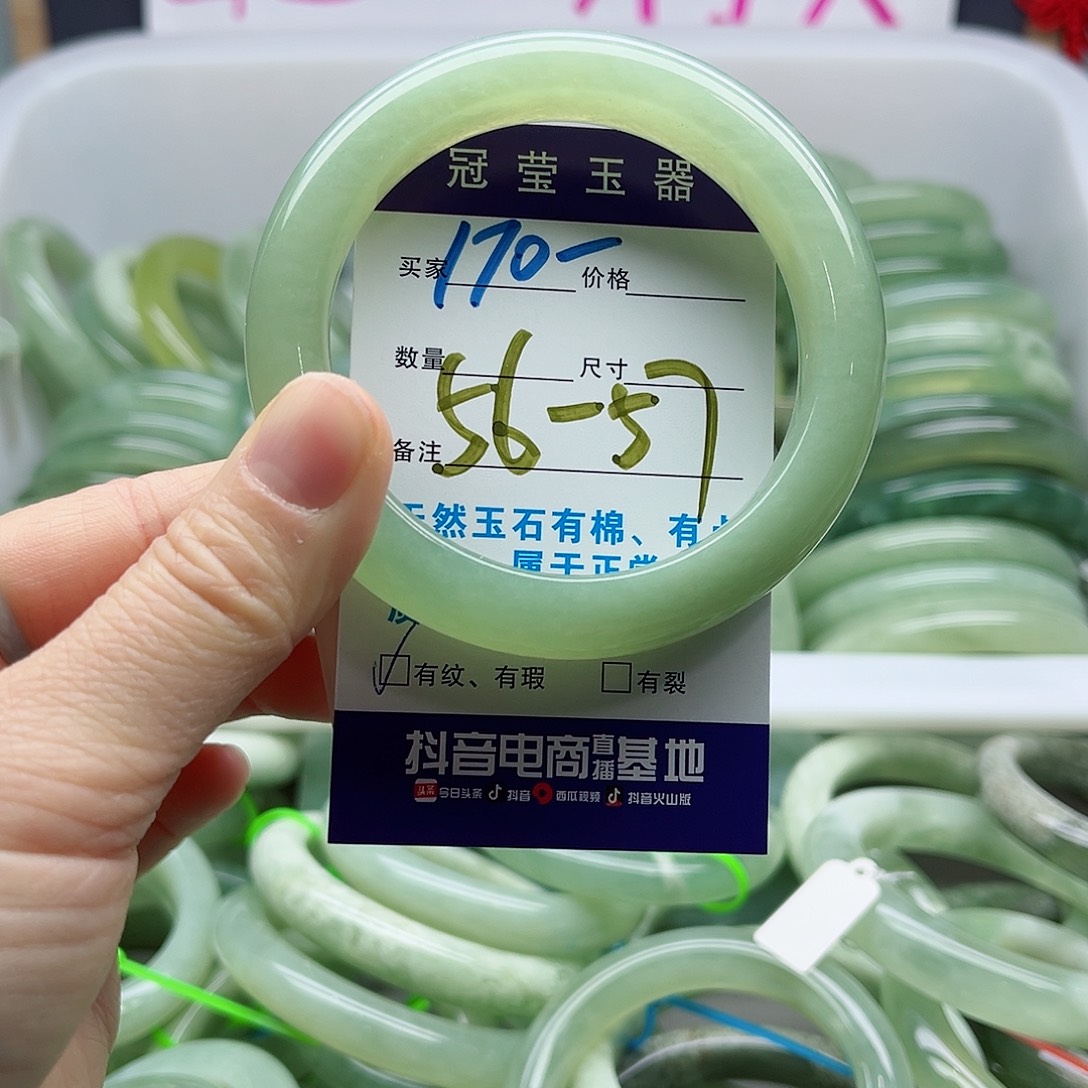 冠莹玉器
买家 170- 价格
数量 尺寸
56-57
备注
然玉石有棉、有
属于正常
有纹、有瑕 有裂
抖音电商直播基地
头条 今日头条 抖音 西瓜视频 抖音火山版